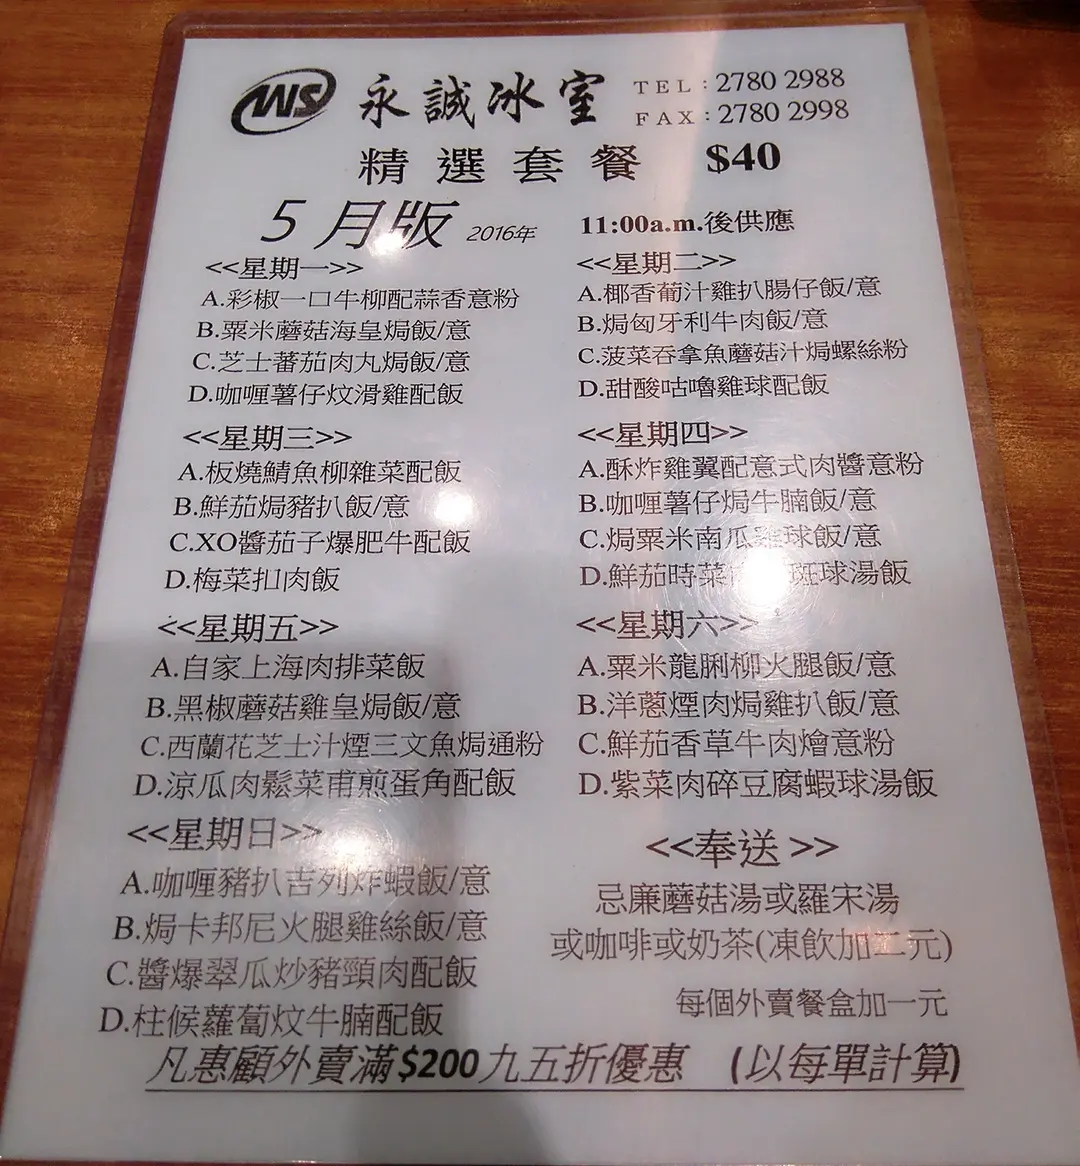 WS 永誠冰室 TEL：2780 2988
FAX：2780 2998
精選套餐 $40
5月版 2016年 11:00a.m.後供應
<<星期一>>
A.彩椒一口牛柳配蒜香意粉
B.粟米蘑菇海皇焗飯/意
C.芝士蕃茄肉丸焗飯/意
D.咖喱薯仔炆滑雞配飯
<<星期二>>
A.椰香葡汁雞扒腸仔飯/意
B.焗匈牙利牛肉飯/意
C.菠菜吞拿魚蘑菇汁焗螺絲粉
D.甜酸咕嚕雞球配飯
<<星期三>>
A.板燒鯖魚柳雜菜配飯
B.鮮茄焗豬扒飯/意
C.XO醬茄子爆肥牛配飯
D.梅菜扣肉飯
<<星期四>>
A.酥炸雞翼配意式肉醬意粉
B.咖喱薯仔焗牛腩飯/意
C.焗粟米南瓜雞球飯/意
D.鮮茄時菜斑球湯飯
<<星期五>>
A.自家上海肉排菜飯
B.黑椒蘑菇雞皇焗飯/意
C.西蘭花芝士汁煙三文魚焗通粉
D.涼瓜肉鬆菜甫煎蛋角配飯
<<星期六>>
A.粟米龍脷柳火腿飯/意
B.洋蔥煙肉焗雞扒飯/意
C.鮮茄香草牛肉燴意粉
D.紫菜肉碎豆腐蝦球湯飯
<<星期日>>
A.咖喱豬扒吉列炸蝦飯/意
B.焗卡邦尼火腿雞絲飯/意
C.醬爆翠瓜炒豬頸肉配飯
D.柱候蘿蔔炆牛腩配飯
<<奉送>>
忌廉蘑菇湯或羅宋湯
或咖啡或奶茶(凍飲加二元)
每個外賣餐盒加一元
凡惠顧外賣滿$200九五折優惠 (以每單計算)